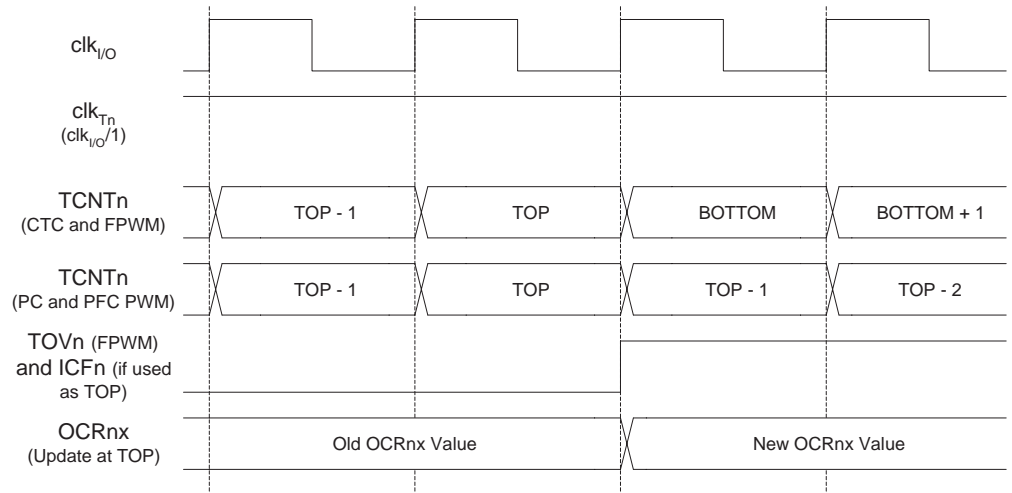 clkI/O
clkTn
(clkI/O/1)
TCNTn
(CTC and FPWM)
TOP - 1
TOP
BOTTOM
BOTTOM + 1
TCNTn
(PC and PFC PWM)
TOP - 1
TOP
TOP - 1
TOP - 2
TOVn (FPWM)
and ICFn (if used
as TOP)
OCRnx
(Update at TOP)
Old OCRnx Value
New OCRnx Value